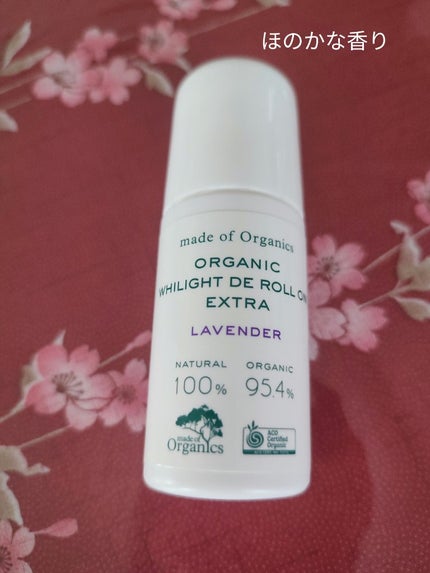 ほのかな香り
made of Organics
ORGANIC
WHILIGHT DE ROLL ON
EXTRA
LAVENDER
NATURAL ORGANIC
100% 95.4%
made of
Organics
ACO
Certified
Organic